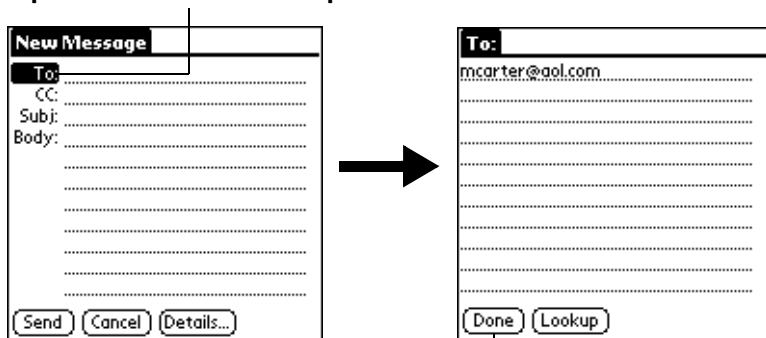 New Message
To:
CC:
Subj:
Body:
Send Cancel Details...
To:
mcarter@aol.com
Done Lookup